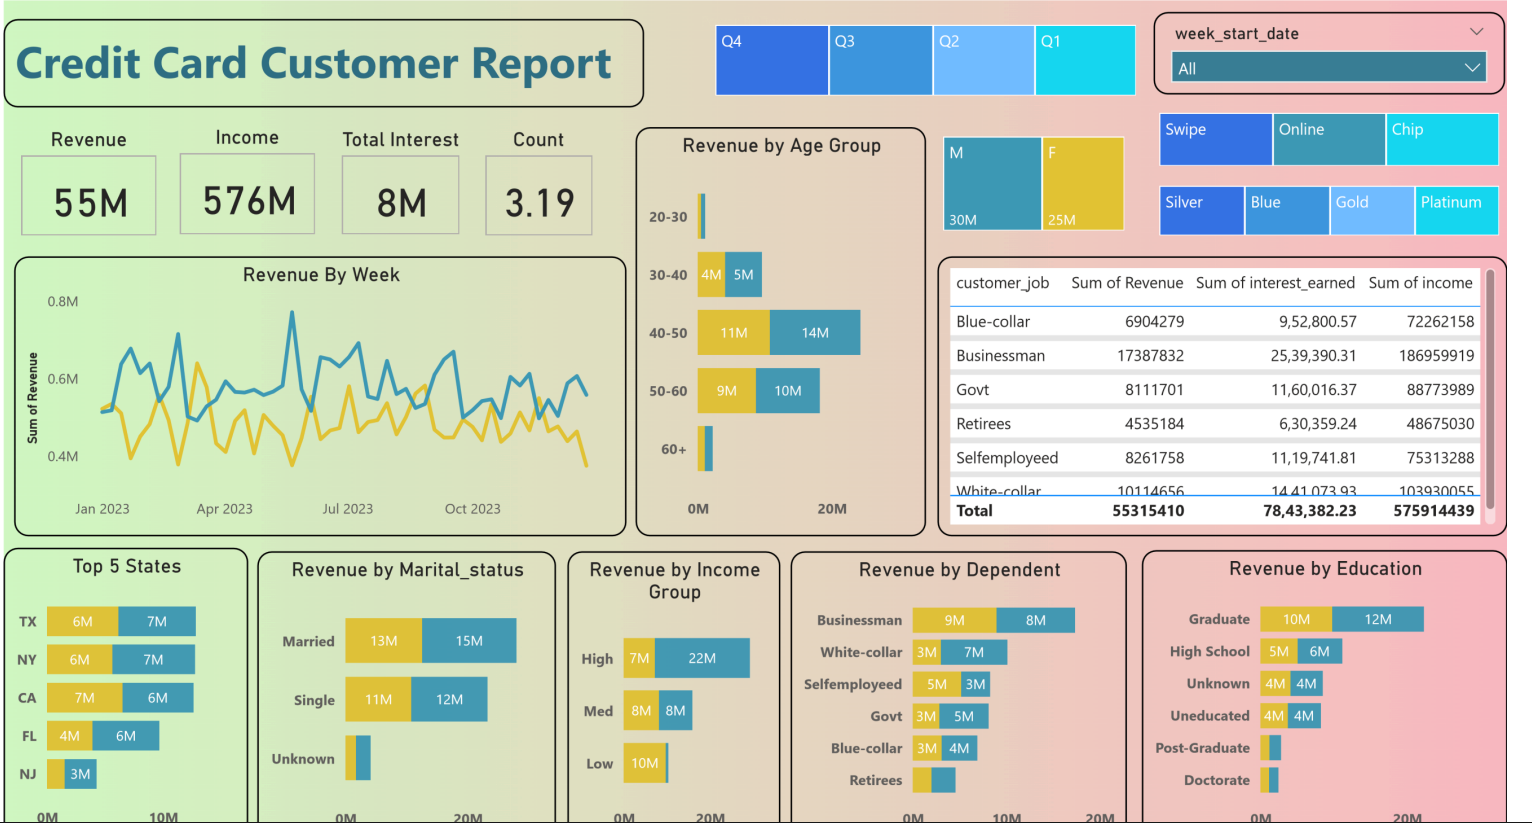 Credit Card Customer Report
Q4 Q3 Q2 Q1
week_start_date
All
Swipe Online Chip
Silver Blue Gold Platinum
M F
30M 25M
Revenue Income Total Interest Count
55M 576M 8M 3.19
Revenue By Week
Sum of Revenue
0.8M
0.6M
0.4M
Jan 2023 Apr 2023 Jul 2023 Oct 2023
Revenue by Age Group
20-30
30-40 4M 5M
40-50 11M 14M
50-60 9M 10M
60+
0M 20M
customer_job Sum of Revenue Sum of interest_earned Sum of income
Blue-collar 6904279 9,52,800.57 72262158
Businessman 17387832 25,39,390.31 186959919
Govt 8111701 11,60,016.37 88773989
Retirees 4535184 6,30,359.24 48675030
Selfemployeed 8261758 11,19,741.81 75313288
White-collar 10114656 14,41,073.93 103930055
Total 55315410 78,43,382.23 575914439
Top 5 States
TX 6M 7M
NY 6M 7M
CA 7M 6M
FL 4M 6M
NJ 3M
0M 10M
Revenue by Marital_status
Married 13M 15M
Single 11M 12M
Unknown
0M 20M
Revenue by Income
Group
High 7M 22M
Med 8M 8M
Low 10M
0M 20M
Revenue by Dependent
Businessman 9M 8M
White-collar 3M 7M
Selfemployeed 5M 3M
Govt 3M 5M
Blue-collar 3M 4M
Retirees
0M 10M 20M
Revenue by Education
Graduate 10M 12M
High School 5M 6M
Unknown 4M 4M
Uneducated 4M 4M
Post-Graduate
Doctorate
0M 20M